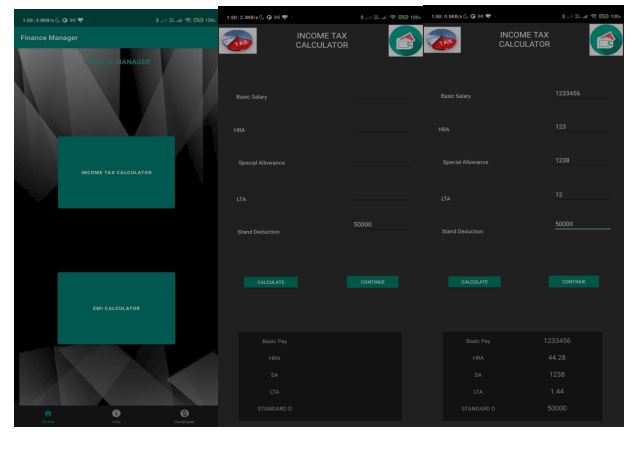 1:50 | 3.0KB/s
100%
Finance Manager
FINANCE MANAGER
INCOME TAX CALCULATOR
EMI CALCULATOR
Home
Info
Developer
1:50 | 2.3KB/s
100%
TAX
INCOME TAX
CALCULATOR
Basic Salary
HRA
Special Allowance
LTA
Stand Deduction 50000
CALCULATE CONTINUE
Basic Pay
HRA
SA
LTA
STANDARD D
1:50 | 0.0KB/s
100%
TAX
INCOME TAX
CALCULATOR
Basic Salary 1233456
HRA 123
Special Allowance 1238
LTA 12
Stand Deduction 50000
CALCULATE CONTINUE
Basic Pay 1233456
HRA 44.28
SA 1238
LTA 1.44
STANDARD D 50000